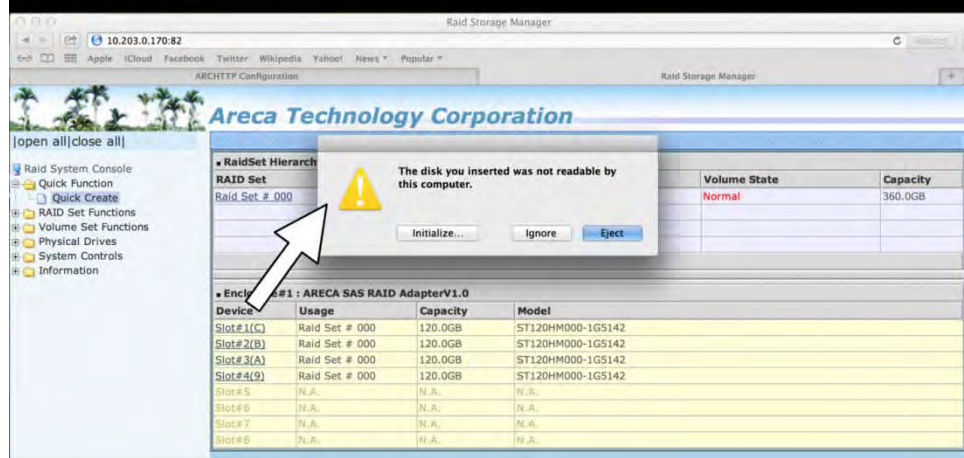 Raid Storage Manager
10.203.0.170:82
Apple iCloud Facebook Twitter Wikipedia Yahoo! News Popular
ARCHTTP Configuration Raid Storage Manager
Areca Technology Corporation
|open all|close all|
Raid System Console
Quick Function
Quick Create
RAID Set Functions
Volume Set Functions
Physical Drives
System Controls
Information
The disk you inserted was not readable by
this computer.
Initialize... Ignore Eject
RaidSet Hierarch
RAID Set Volume State Capacity
Raid Set # 000 Normal 360.0GB
#1 : ARECA SAS RAID AdapterV1.0
Device Usage Capacity Model
Slot#1(C) Raid Set # 000 120.0GB ST120HM000-1G5142
Slot#2(B) Raid Set # 000 120.0GB ST120HM000-1G5142
Slot#3(A) Raid Set # 000 120.0GB ST120HM000-1G5142
Slot#4(9) Raid Set # 000 120.0GB ST120HM000-1G5142
Slot#5 N.A. N.A. N.A.
Slot#6 N.A. N.A. N.A.
Slot#7 N.A. N.A. N.A.
Slot#8 N.A. N.A. N.A.